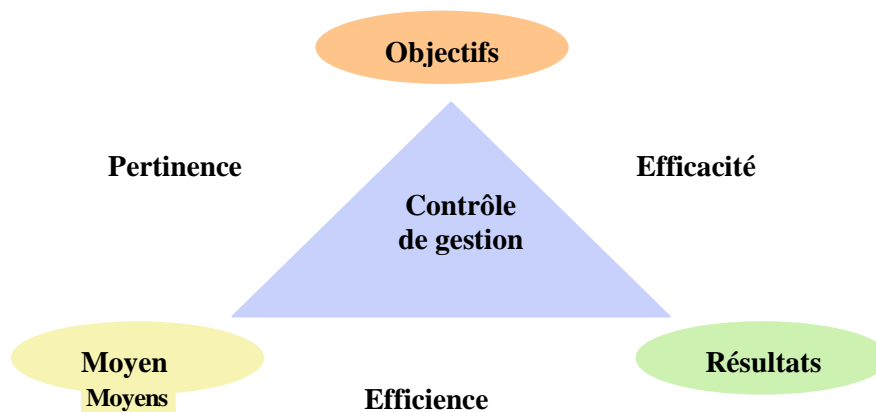 Objectifs
Pertinence
Efficacité
Contrôle
de gestion
Moyen
Moyens
Résultats
Efficience